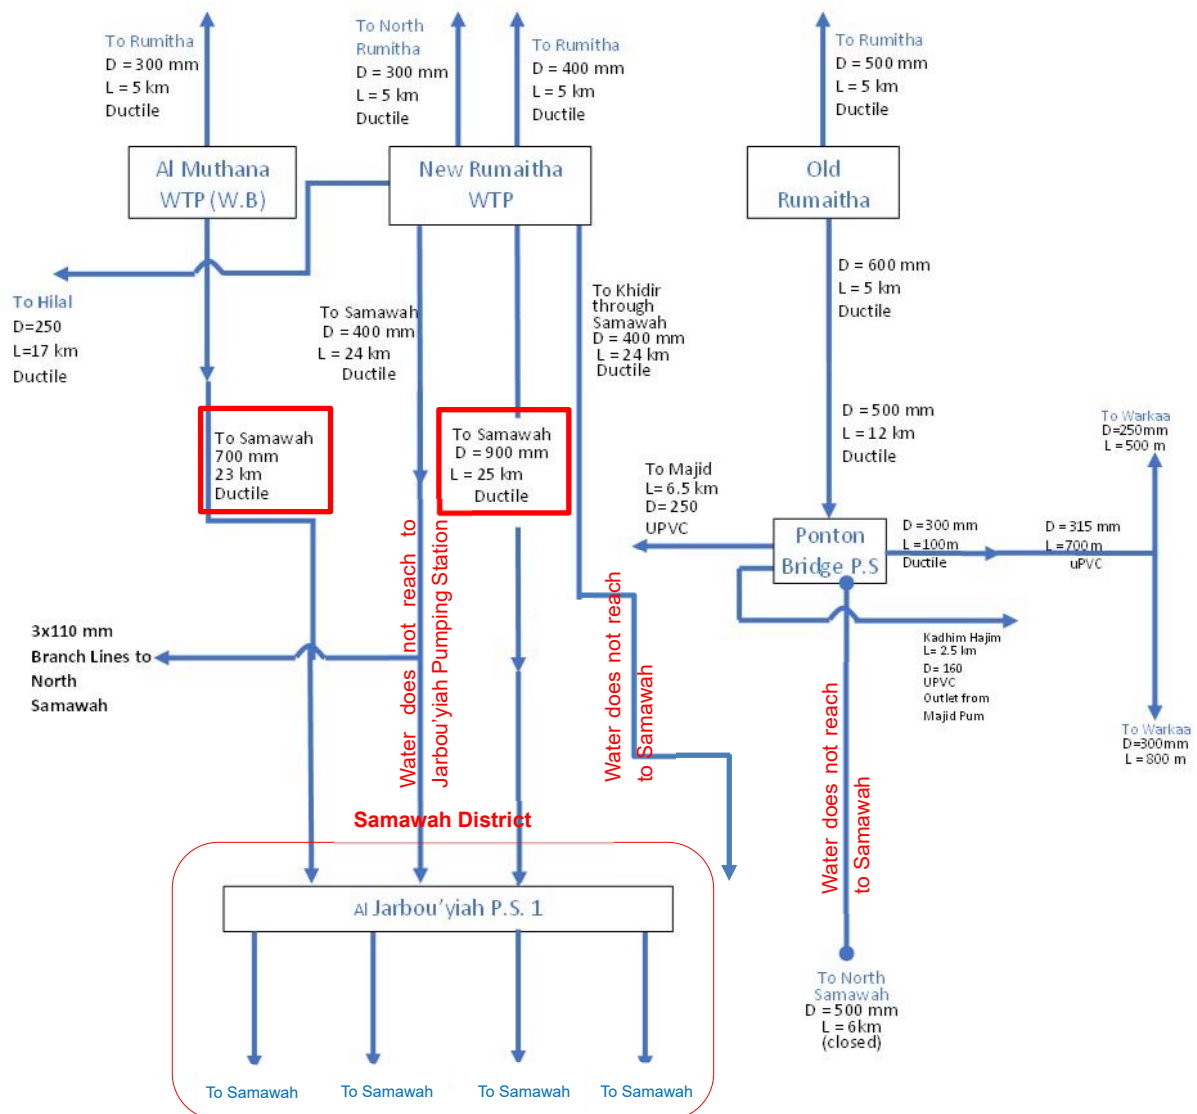 To Rumitha
D = 300 mm
L = 5 km
Ductile
To North
Rumitha
D = 300 mm
L = 5 km
Ductile
To Rumitha
D = 400 mm
L = 5 km
Ductile
To Rumitha
D = 500 mm
L = 5 km
Ductile
Al Muthana
WTP (W.B)
New Rumaitha
WTP
Old
Rumaitha
To Hilal
D=250
L=17 km
Ductile
To Samawah
D = 400 mm
L = 24 km
Ductile
To Khidir
through
Samawah
D = 400 mm
L = 24 km
Ductile
D = 600 mm
L = 5 km
Ductile
To Samawah
700 mm
23 km
Ductile
To Samawah
D = 900 mm
L = 25 km
Ductile
D = 500 mm
L = 12 km
Ductile
To Warkaa
D=250mm
L = 500 m
To Majid
L= 6.5 km
D= 250
UPVC
Ponton
Bridge P.S
D = 300 mm
L = 100m
Ductile
D = 315 mm
L =700m
uPVC
Water does not reach to
Jarbou'yiah Pumping Station
Water does not reach
to Samawah
Water does not reach
to Samawah
3x110 mm
Branch Lines to
North
Samawah
Kadhim Hajim
L= 2.5 km
D= 160
UPVC
Outlet from
Majid Pum
To Warkaa
D=300mm
L = 800 m
Samawah District
Al Jarbou'yiah P.S. 1
To North
Samawah
D = 500 mm
L = 6km
(closed)
To Samawah
To Samawah
To Samawah
To Samawah